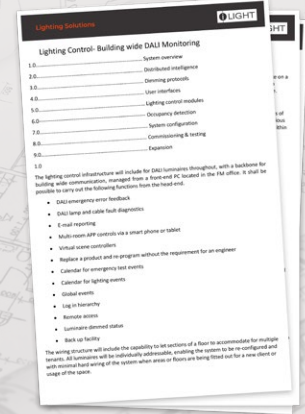 Lighting Solutions
LIGHT
Lighting Control- Building wide DALI Monitoring
1.0 System overview
2.0 Distributed intelligence
3.0 Dimming protocols
4.0 User interfaces
5.0 Lighting control modules
6.0 Occupancy detection
7.0 System configuration
8.0 Commissioning & testing
9.0 Expansion
1.0
The lighting control infrastructure will include for DALI luminaires throughout, with a backbone for
building wide communication, managed from a front-end PC located in the FM office. It shall be
possible to carry out the following functions from the head-end.
• DALI emergency error feedback
• DALI lamp and cable fault diagnostics
• E-mail reporting
• Multi-room APP controls via a smart phone or tablet
• Virtual scene controllers
• Replace a product and re-program without the requirement for an engineer
• Calendar for emergency test events
• Calendar for lighting events
• Global events
• Log in hierarchy
• Remote access
• Luminaire dimmed status
• Back up facility
The wiring structure will include the capability to let sections of a floor to accommodate for multiple
tenants. All luminaires will be individually addressable, enabling the system to be re-configured and
with minimal hard wiring of the system when areas or floors are being fitted out for a new client or
usage of the space.
GHT